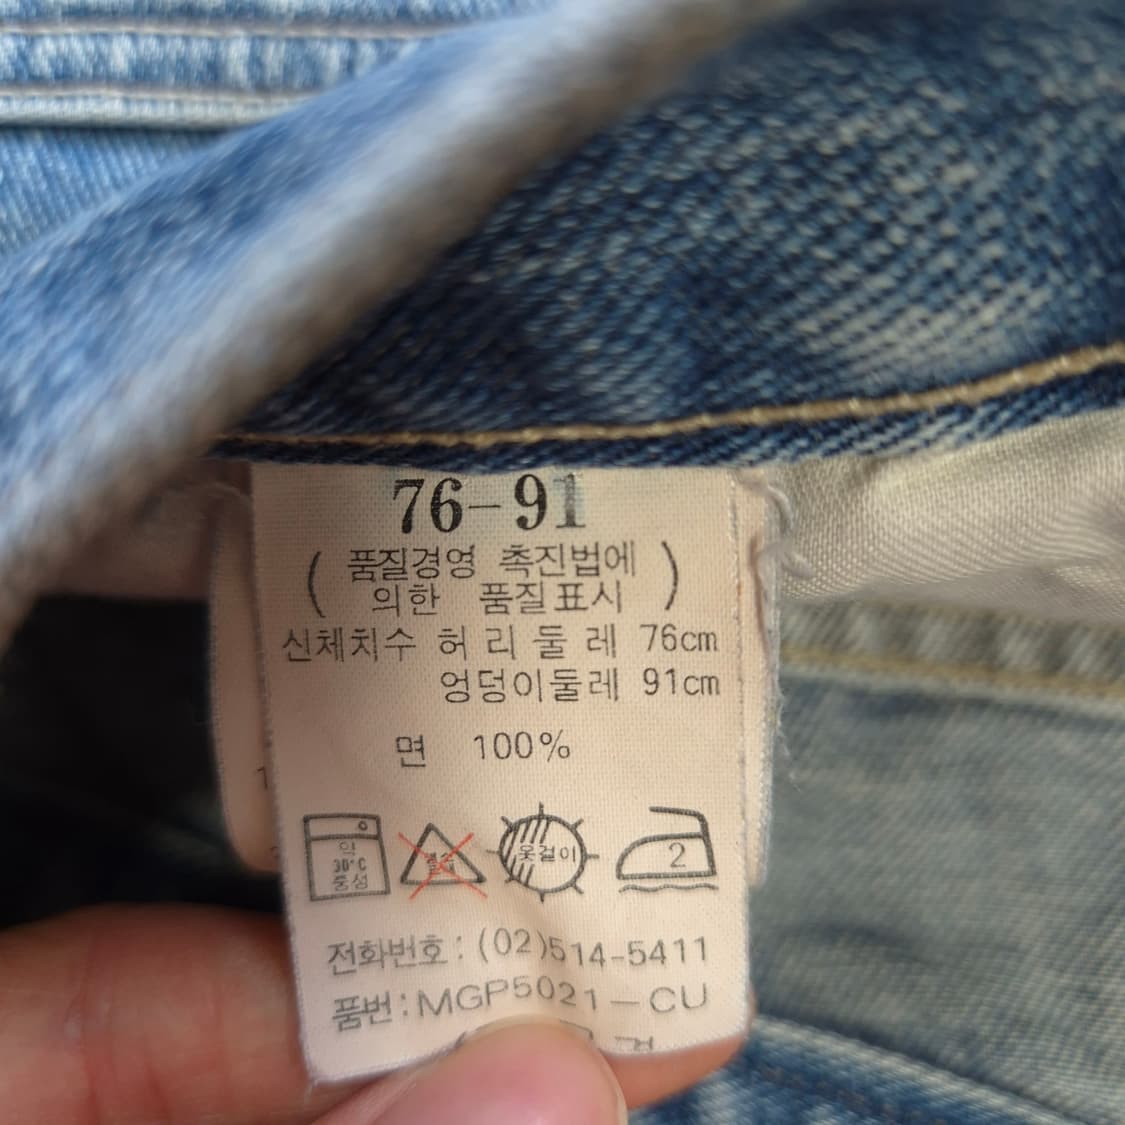 76-91
( 품질경영 촉진법에
의한 품질표시 )
신체치수 허리둘레 76cm
엉덩이둘레 91cm
면 100%
약
30°C
중성
옷걸이
2
전화번호: (02)514-5411
품번: MGP5021-CU